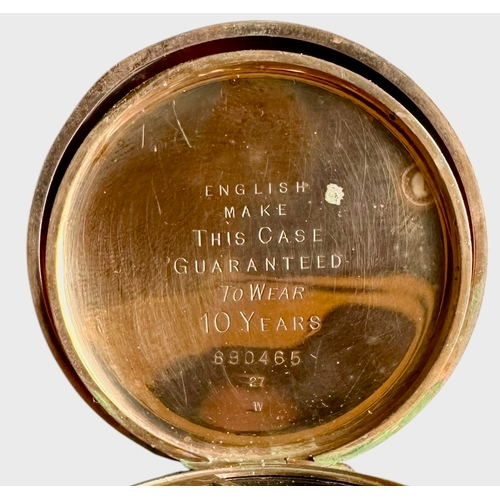 ENGLISH
MAKE
THIS CASE
GUARANTEED
TO WEAR
10 YEARS
890465
27
W